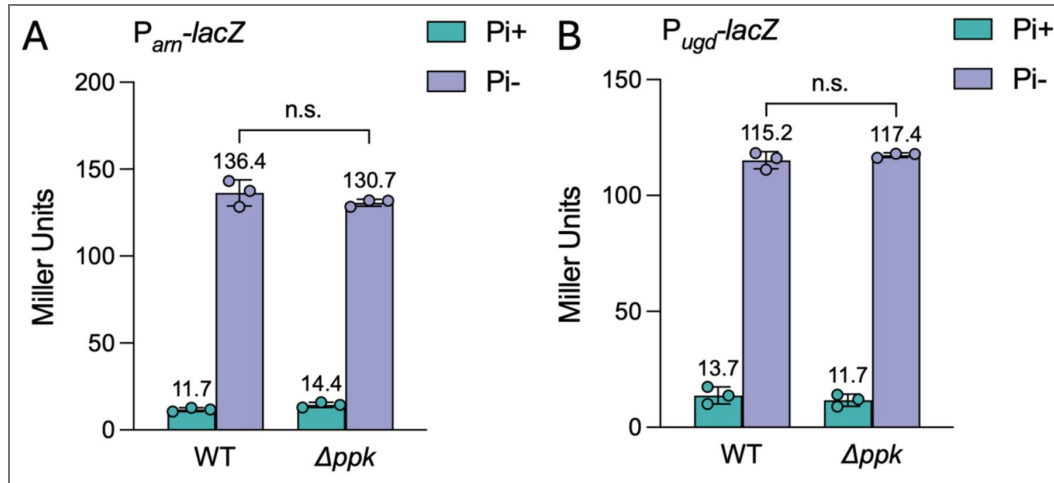 A
P_arn-lacZ
Pi+
Pi-
Miller Units
200
150
100
50
0
n.s.
136.4
130.7
11.7
14.4
WT
Δppk
B
P_ugd-lacZ
Pi+
Pi-
Miller Units
150
100
50
0
n.s.
115.2
117.4
13.7
11.7
WT
Δppk